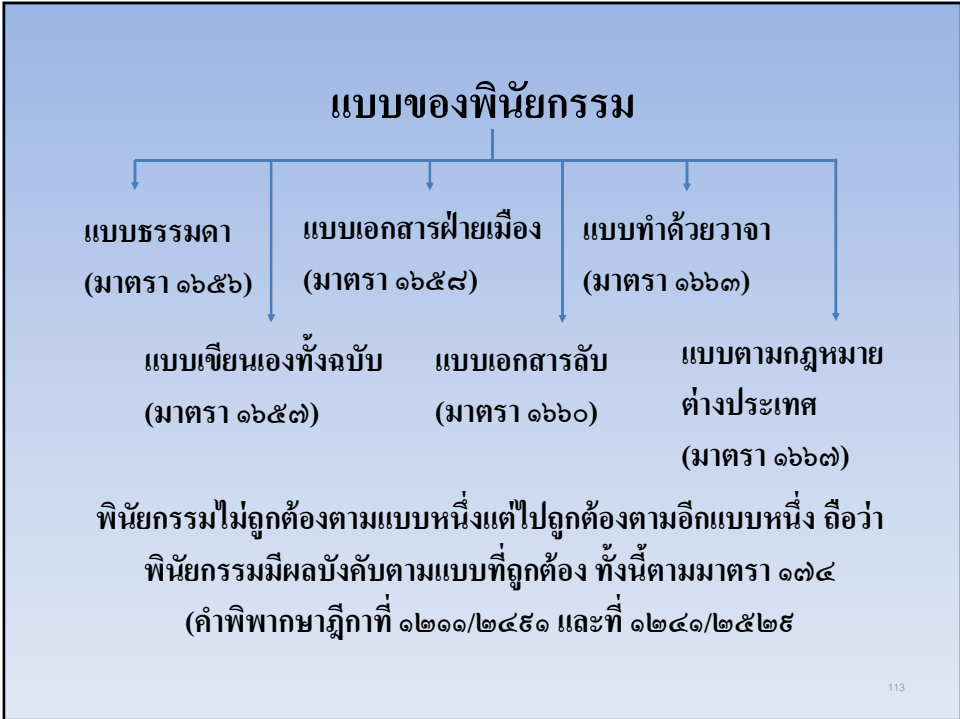 แบบของพินัยกรรม
แบบธรรมดา
(มาตรา ๑๖๕๖)
แบบเอกสารฝ่ายเมือง
(มาตรา ๑๖๕๘)
แบบทำด้วยวาจา
(มาตรา ๑๖๖๓)
แบบเขียนเองทั้งฉบับ
(มาตรา ๑๖๕๗)
แบบเอกสารลับ
(มาตรา ๑๖๖๐)
แบบตามกฎหมาย
ต่างประเทศ
(มาตรา ๑๖๖๗)
พินัยกรรมไม่ถูกต้องตามแบบหนึ่งแต่ไปถูกต้องตามอีกแบบหนึ่ง ถือว่า
พินัยกรรมมีผลบังคับตามแบบที่ถูกต้อง ทั้งนี้ตามมาตรา ๑๗๔
(คำพิพากษาฎีกาที่ ๑๒๑๑/๒๔๙๑ และที่ ๑๒๔๑/๒๕๒๙
113